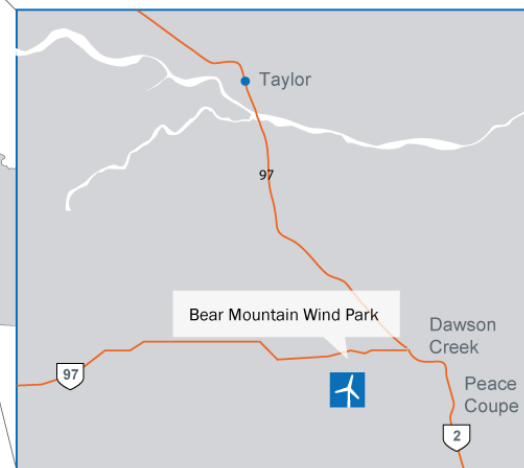 Taylor
97
Bear Mountain Wind Park
Dawson
Creek
97
Peace
Coupe
2